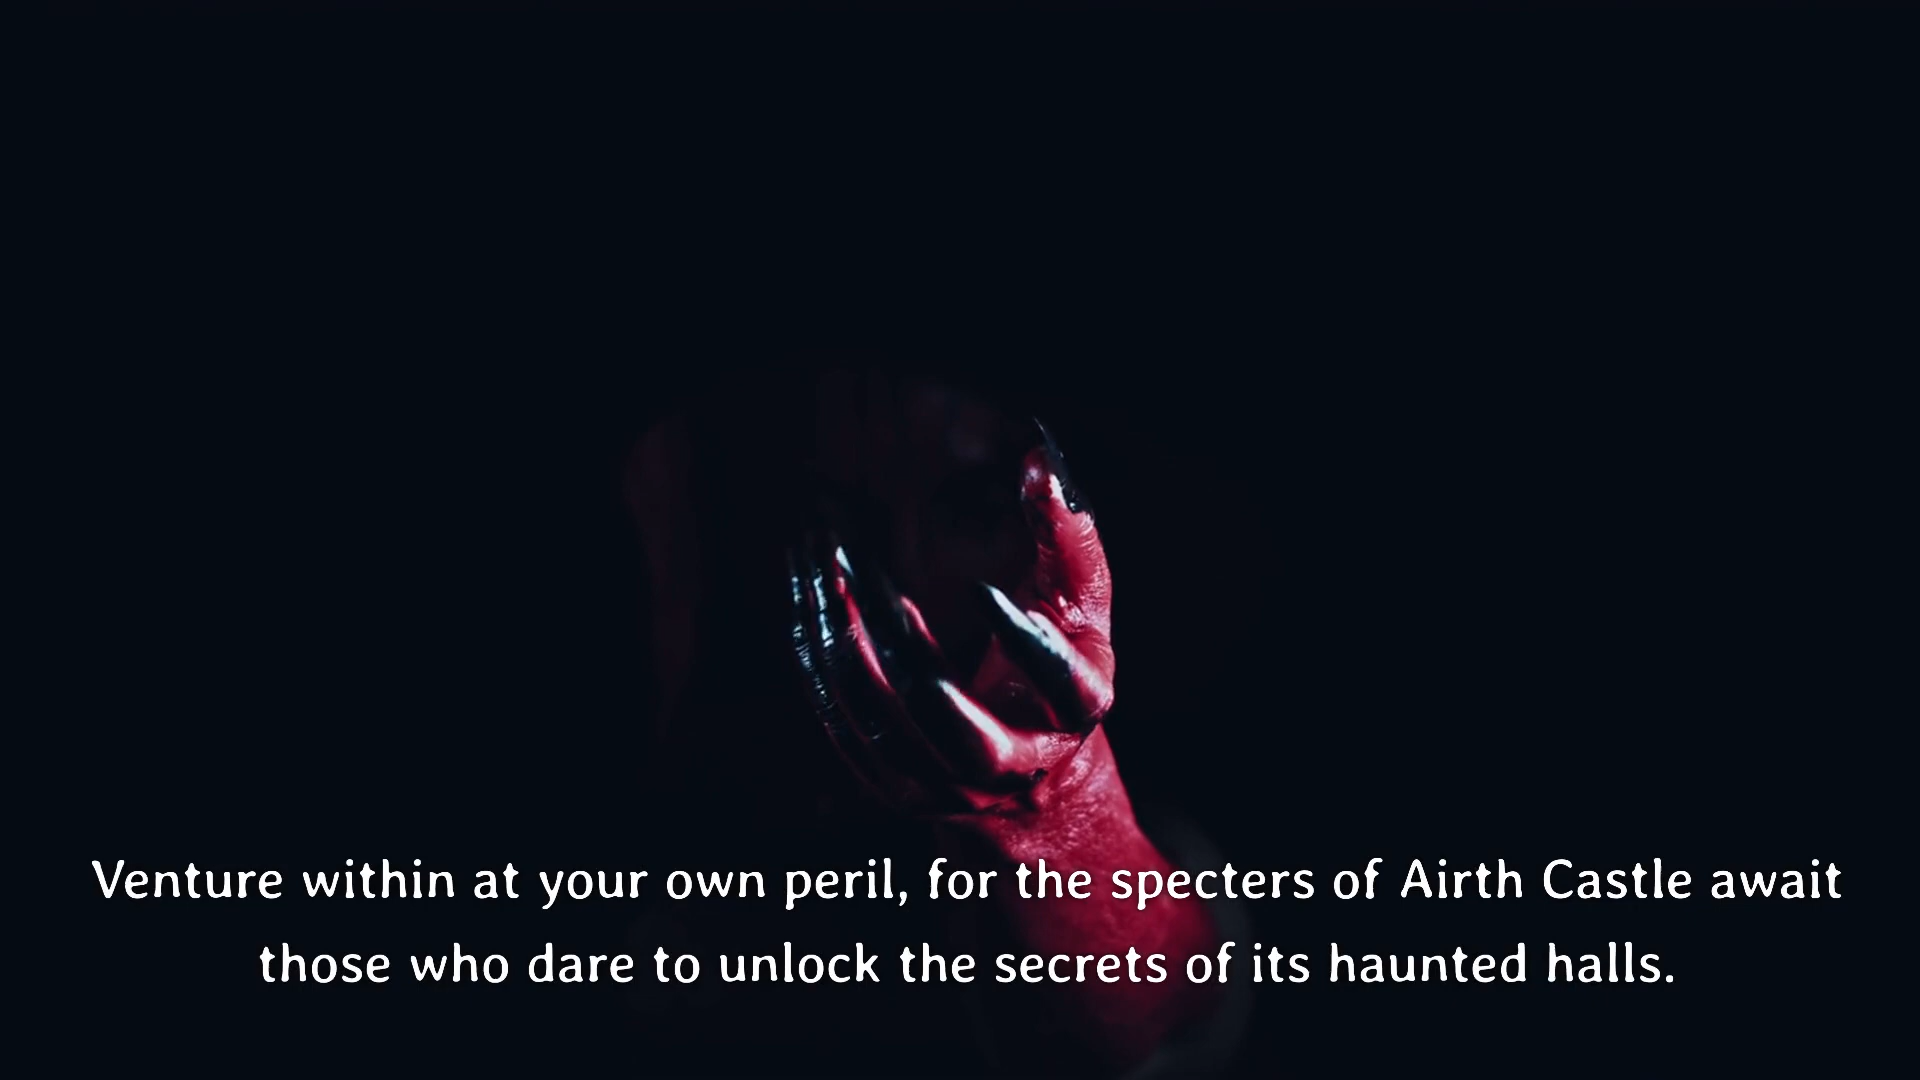 Venture within at your own peril, for the specters of Airth Castle await
those who dare to unlock the secrets of its haunted halls.